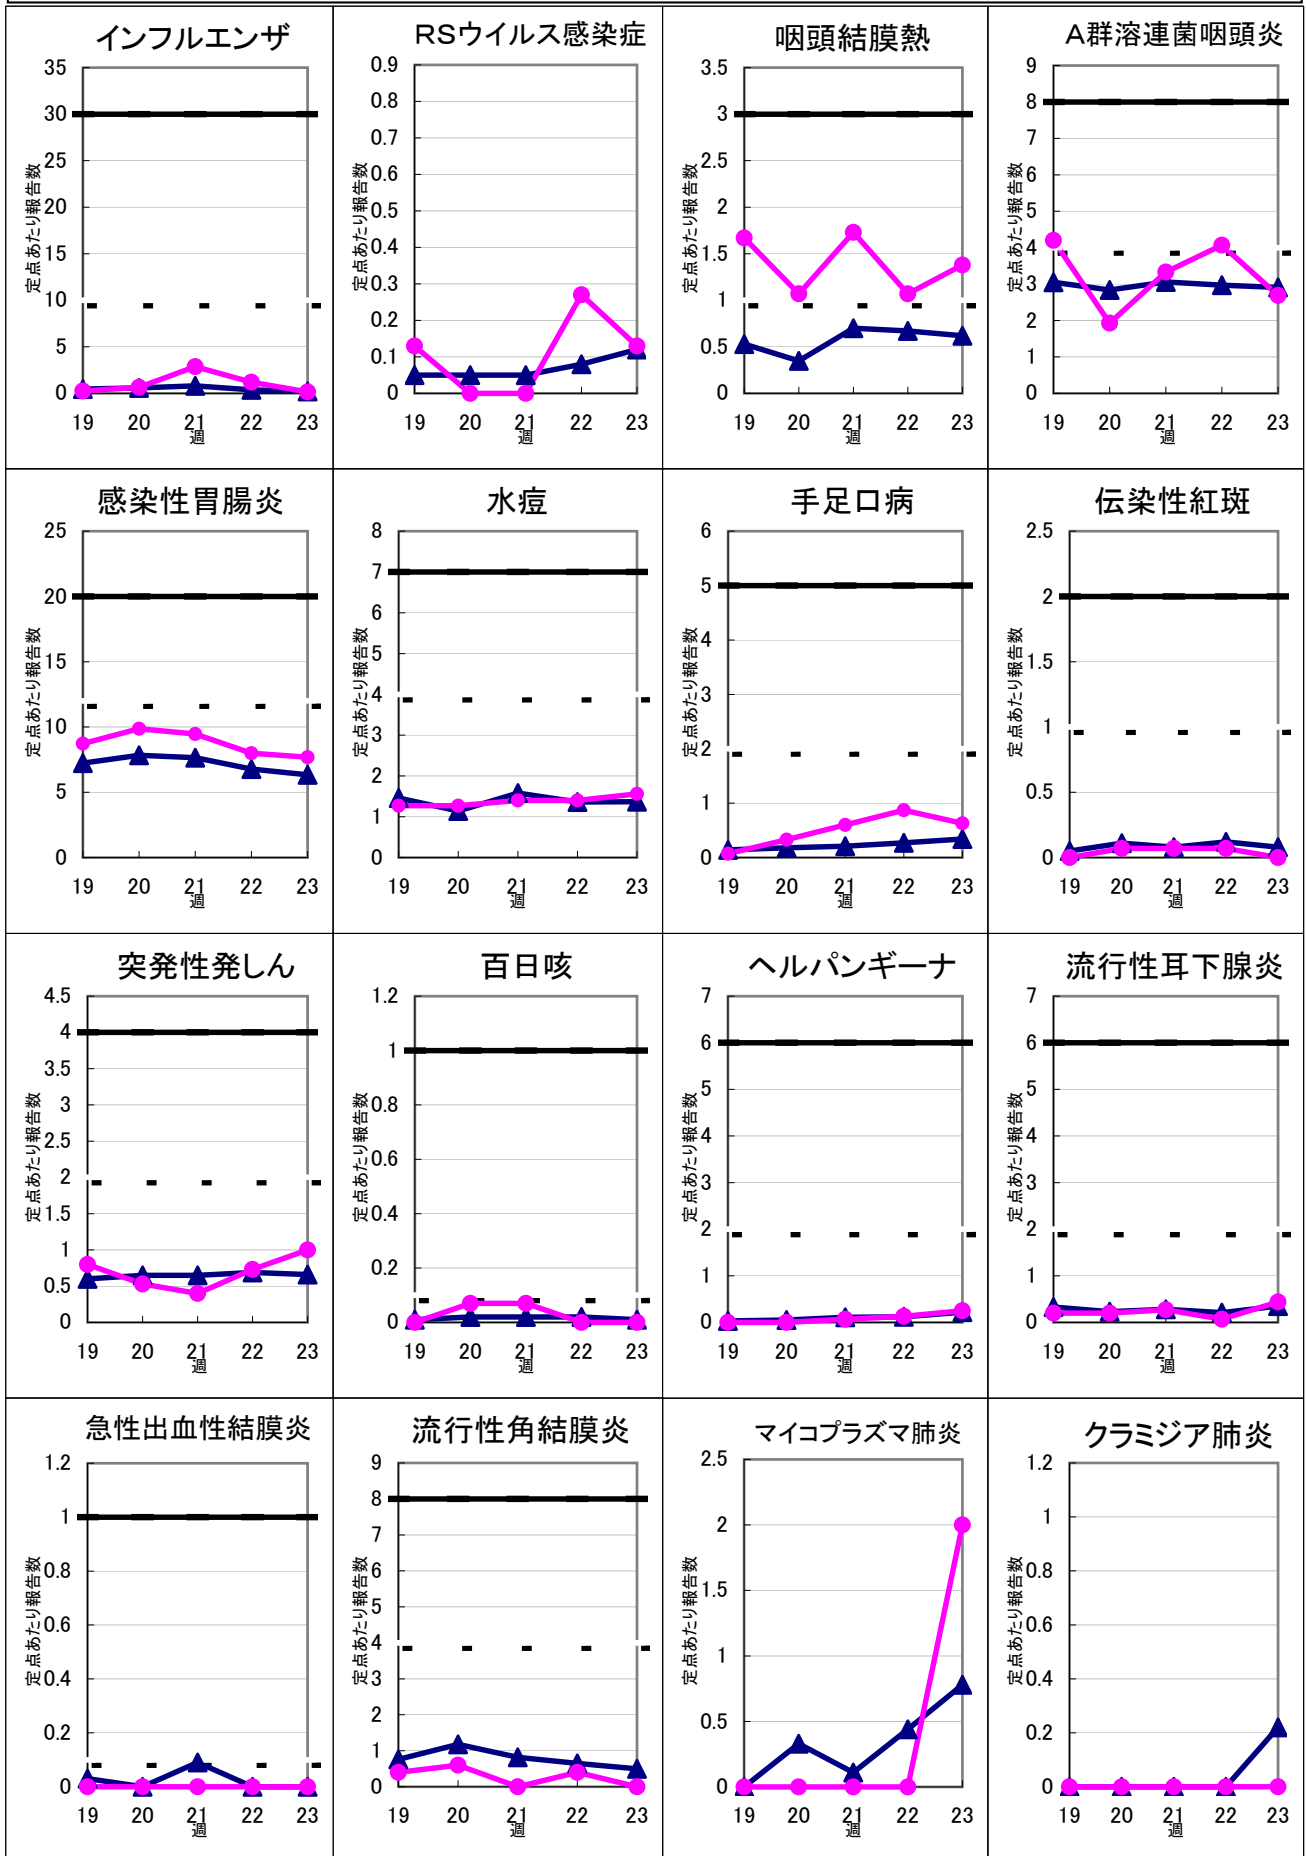 インフルエンザ
定点あたり報告数
35
30
25
20
15
10
5
0
19 20 21 22 23
週
RSウイルス感染症
定点あたり報告数
0.9
0.8
0.7
0.6
0.5
0.4
0.3
0.2
0.1
0
19 20 21 22 23
週
咽頭結膜熱
定点あたり報告数
3.5
3
2.5
2
1.5
1
0.5
0
19 20 21 22 23
週
A群溶連菌咽頭炎
定点あたり報告数
9
8
7
6
5
4
3
2
1
0
19 20 21 22 23
週
感染性胃腸炎
定点あたり報告数
25
20
15
10
5
0
19 20 21 22 23
週
水痘
定点あたり報告数
8
7
6
5
4
3
2
1
0
19 20 21 22 23
週
手足口病
定点あたり報告数
6
5
4
3
2
1
0
19 20 21 22 23
週
伝染性紅斑
定点あたり報告数
2.5
2
1.5
1
0.5
0
19 20 21 22 23
週
突発性発しん
定点あたり報告数
4.5
4
3.5
3
2.5
2
1.5
1
0.5
0
19 20 21 22 23
週
百日咳
定点あたり報告数
1.2
1
0.8
0.6
0.4
0.2
0
19 20 21 22 23
週
ヘルパンギーナ
定点あたり報告数
7
6
5
4
3
2
1
0
19 20 21 22 23
週
流行性耳下腺炎
定点あたり報告数
7
6
5
4
3
2
1
0
19 20 21 22 23
週
急性出血性結膜炎
定点あたり報告数
1.2
1
0.8
0.6
0.4
0.2
0
19 20 21 22 23
週
流行性角結膜炎
定点あたり報告数
9
8
7
6
5
4
3
2
1
0
19 20 21 22 23
週
マイコプラズマ肺炎
定点あたり報告数
2.5
2
1.5
1
0.5
0
19 20 21 22 23
週
クラミジア肺炎
定点あたり報告数
1.2
1
0.8
0.6
0.4
0.2
0
19 20 21 22 23
週